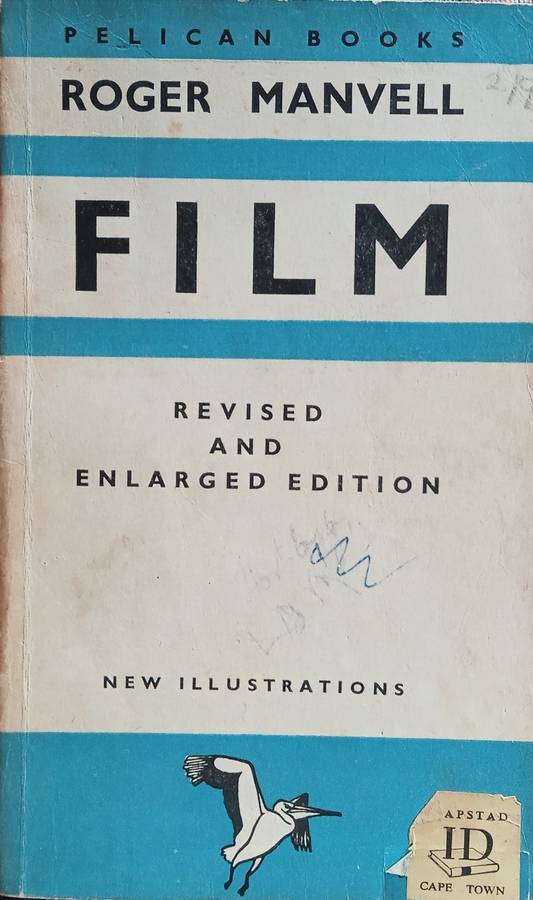 PELICAN BOOKS
ROGER MANVELL
FILM
REVISED
AND
ENLARGED EDITION
NEW ILLUSTRATIONS
APSTAD
ID
CAPE TOWN